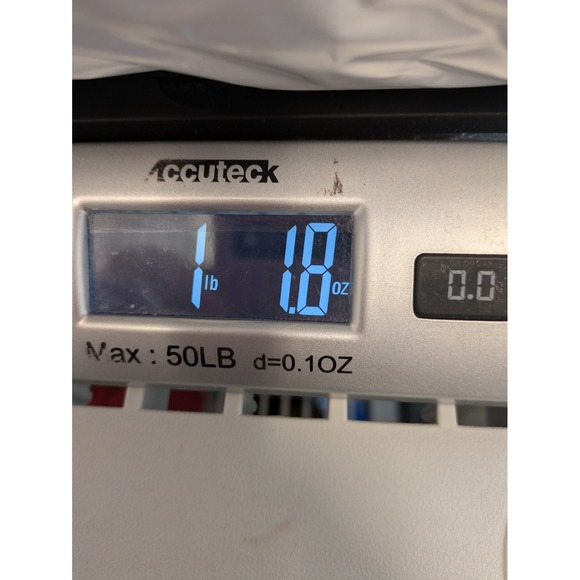 Accuteck
1 lb 1.8 oz
0.0
Max : 50LB d=0.1OZ